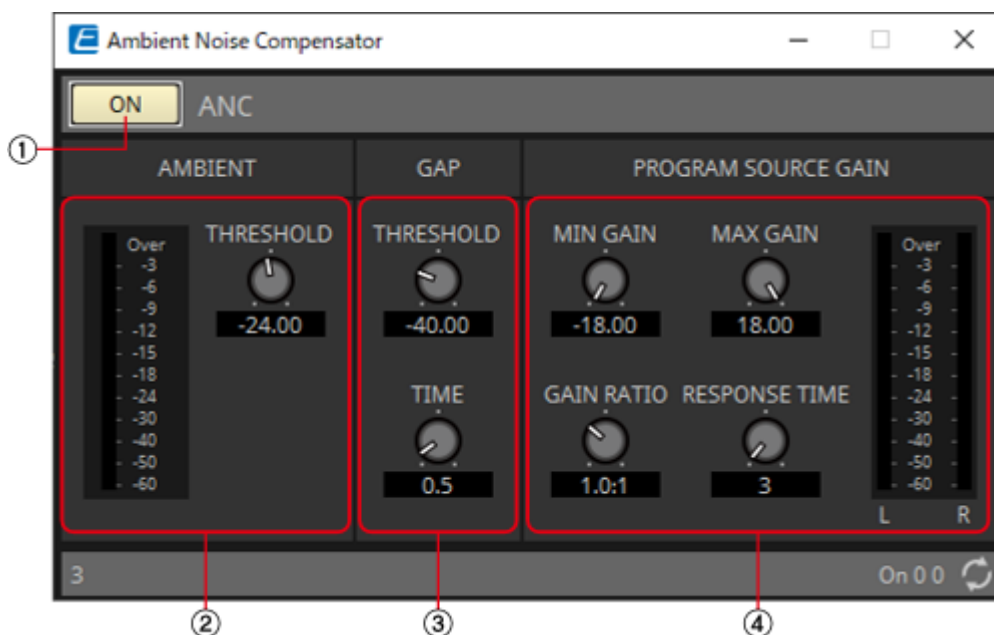 E Ambient Noise Compensator
ON ANC
①
AMBIENT GAP PROGRAM SOURCE GAIN
Over
-3
-6
-9
-12
-15
-18
-24
-30
-40
-50
-60
THRESHOLD
-24.00
THRESHOLD
-40.00
TIME
0.5
MIN GAIN
-18.00
MAX GAIN
18.00
GAIN RATIO
1.0:1
RESPONSE TIME
3
Over
-3
-6
-9
-12
-15
-18
-24
-30
-40
-50
-60
L R
3 On 0 0
② ③ ④